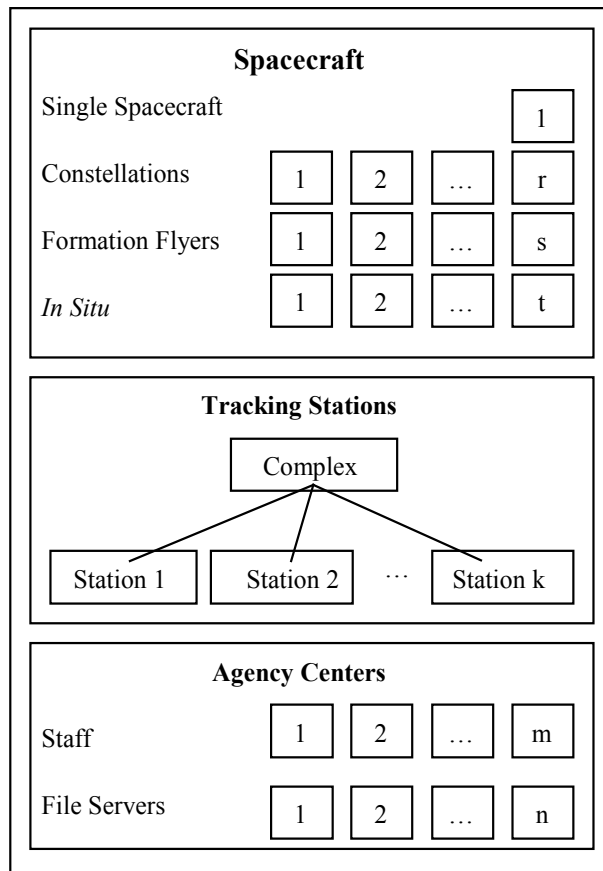 Spacecraft
Single Spacecraft 1
Constellations 1 2 … r
Formation Flyers 1 2 … s
In Situ 1 2 … t
Tracking Stations
Complex
Station 1 Station 2 … Station k
Agency Centers
Staff 1 2 … m
File Servers 1 2 … n